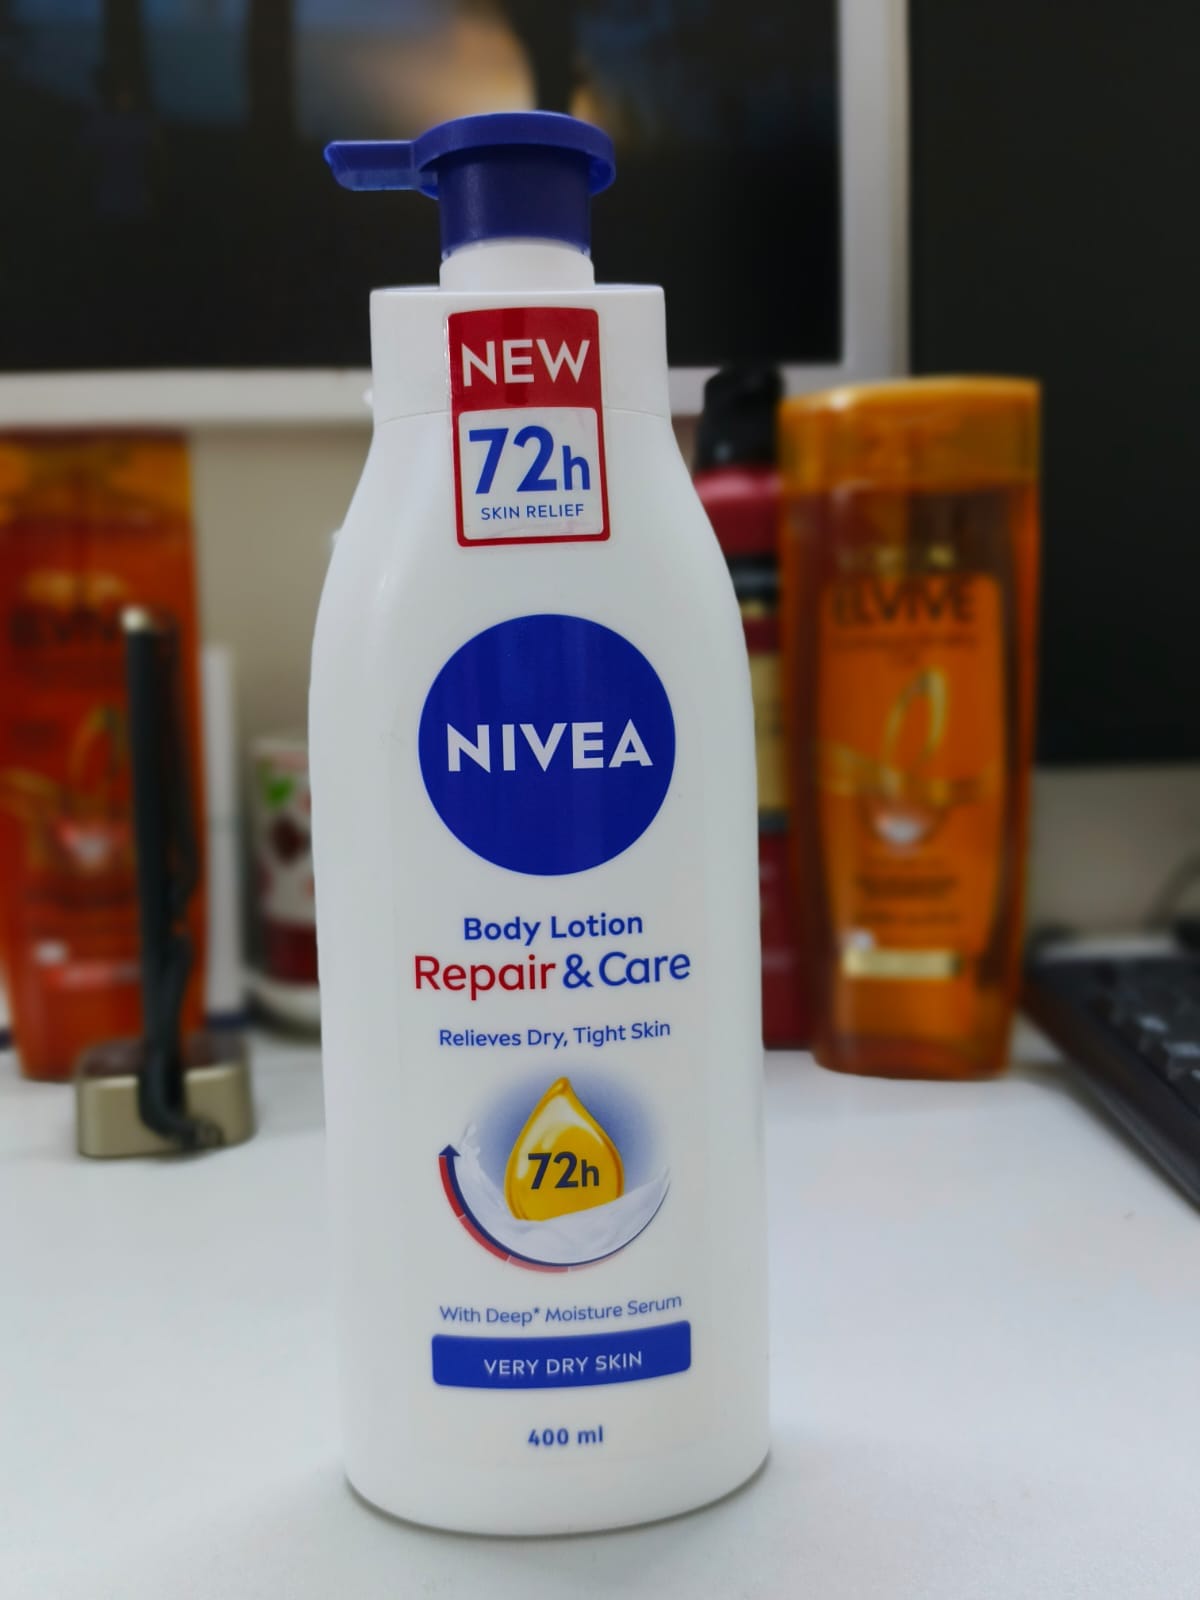 NEW
72h
SKIN RELIEF
NIVEA
Body Lotion
Repair & Care
Relieves Dry, Tight Skin
72h
With Deep* Moisture Serum
VERY DRY SKIN
400 ml
ELVIVE